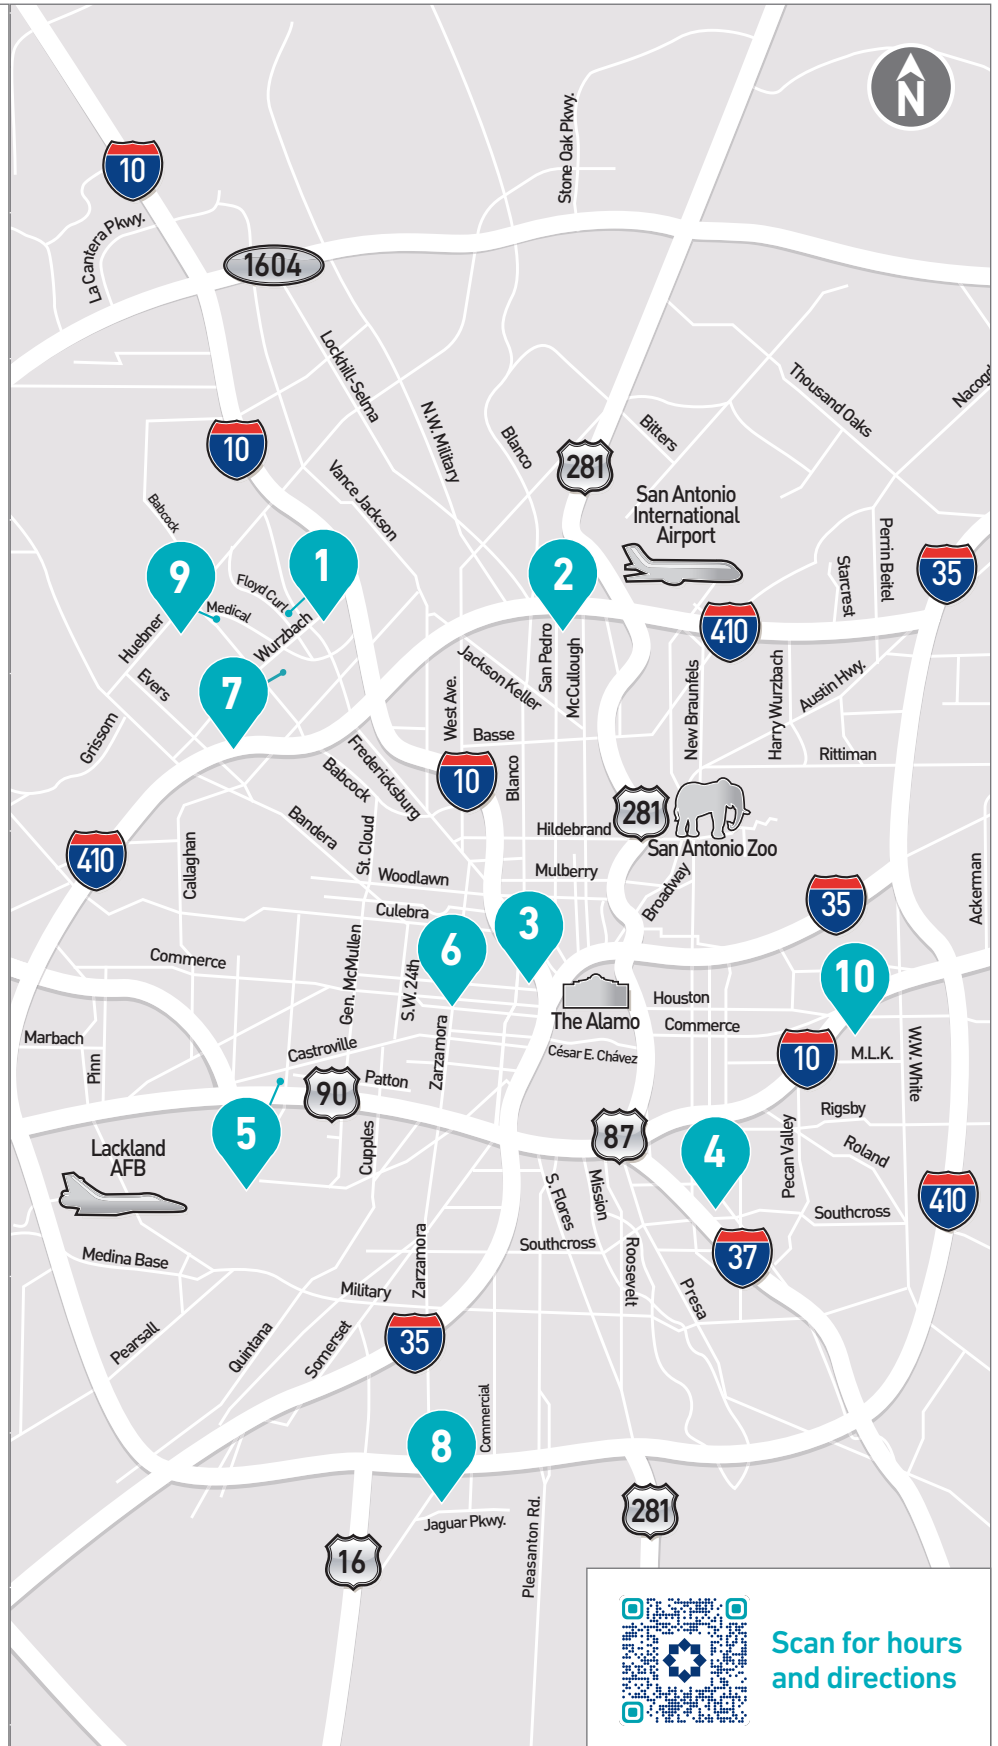 N
10
Stone Oak Pkwy.
La Cantera Pkwy.
1604
Lockhill-Selma
N.W. Military
Blanco
Thousand Oaks
Bitters
10
281
Vance Jackson
San Antonio
International
Airport
Babcock
Perrin Beitel
Starcrest
35
9
1
2
Floyd Curl
Medical
Huebner
Wurzbach
410
San Pedro
McCullough
Jackson Keller
West Ave.
New Braunfels
Harry Wurzbach
Austin Hwy.
Evers
7
Grissom
Basse
Rittiman
Fredericksburg
Babcock
10
Blanco
281
Hildebrand
San Antonio Zoo
Bandera
St. Cloud
410
Callaghan
Woodlawn
Mulberry
Broadway
35
Ackerman
Culebra
3
6
10
Commerce
Gen. McMullen
S.W. 24th
Houston
Commerce
The Alamo
César E. Chávez
Marbach
Pinn
Castroville
Zarzamora
10
M.L.K.
W.W. White
90
Patton
5
87
4
Rigsby
Lackland
AFB
Cupples
Pecan Valley
Roland
S. Flores
Mission
410
Southcross
Southcross
37
Medina Base
Zarzamora
Roosevelt
Military
Presa
Pearsall
Quintana
Somerset
35
Commercial
8
Jaguar Pkwy.
Pleasanton Rd.
281
16
Scan for hours
and directions